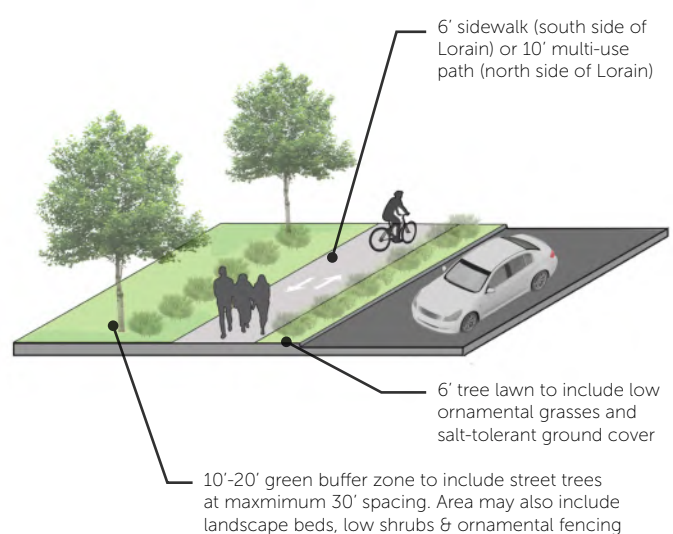 6' sidewalk (south side of
Lorain) or 10' multi-use
path (north side of Lorain)
6' tree lawn to include low
ornamental grasses and
salt-tolerant ground cover
10'-20' green buffer zone to include street trees
at maxmimum 30' spacing. Area may also include
landscape beds, low shrubs & ornamental fencing